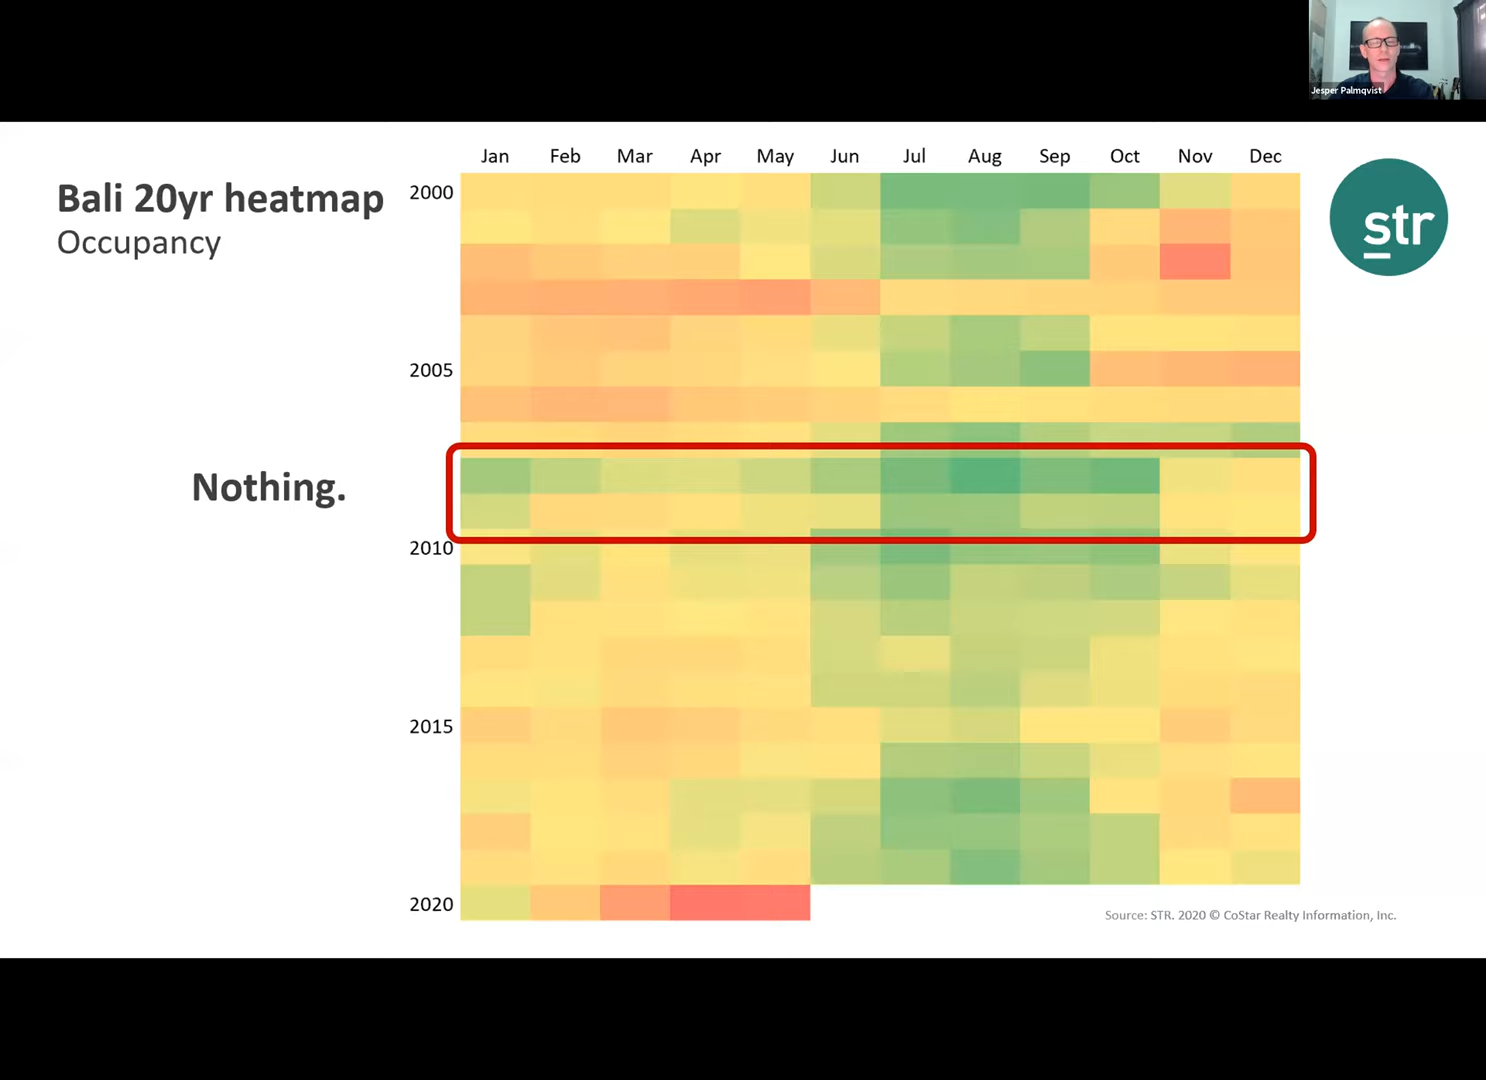 Jesper Palmqvist
Jan Feb Mar Apr May Jun Jul Aug Sep Oct Nov Dec
Bali 20yr heatmap
Occupancy
2000
str
2005
Nothing.
2010
2015
2020
Source: STR. 2020 © CoStar Realty Information, Inc.